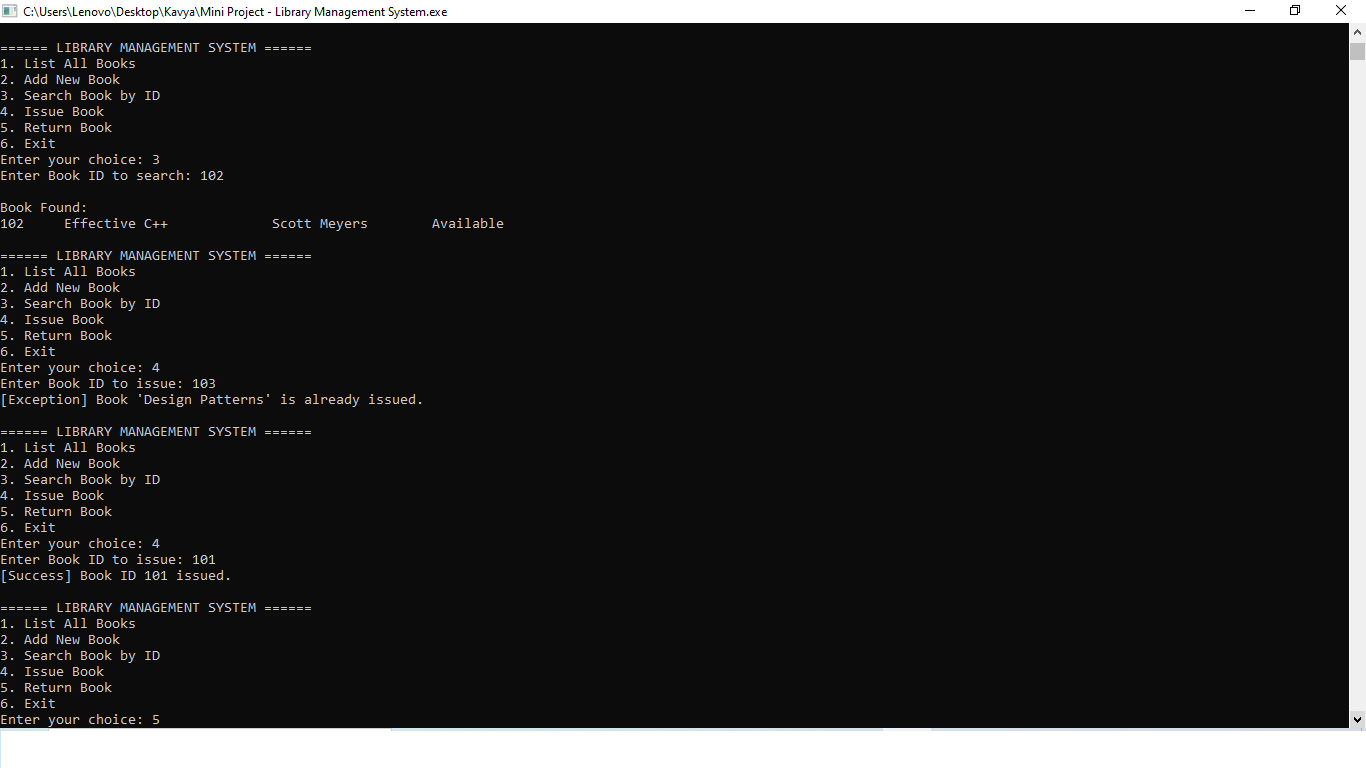 C:\Users\Lenovo\Desktop\Kavya\Mini Project - Library Management System.exe
====== LIBRARY MANAGEMENT SYSTEM ======
1. List All Books
2. Add New Book
3. Search Book by ID
4. Issue Book
5. Return Book
6. Exit
Enter your choice: 3
Enter Book ID to search: 102
Book Found:
102     Effective C++             Scott Meyers        Available
====== LIBRARY MANAGEMENT SYSTEM ======
1. List All Books
2. Add New Book
3. Search Book by ID
4. Issue Book
5. Return Book
6. Exit
Enter your choice: 4
Enter Book ID to issue: 103
[Exception] Book 'Design Patterns' is already issued.
====== LIBRARY MANAGEMENT SYSTEM ======
1. List All Books
2. Add New Book
3. Search Book by ID
4. Issue Book
5. Return Book
6. Exit
Enter your choice: 4
Enter Book ID to issue: 101
[Success] Book ID 101 issued.
====== LIBRARY MANAGEMENT SYSTEM ======
1. List All Books
2. Add New Book
3. Search Book by ID
4. Issue Book
5. Return Book
6. Exit
Enter your choice: 5